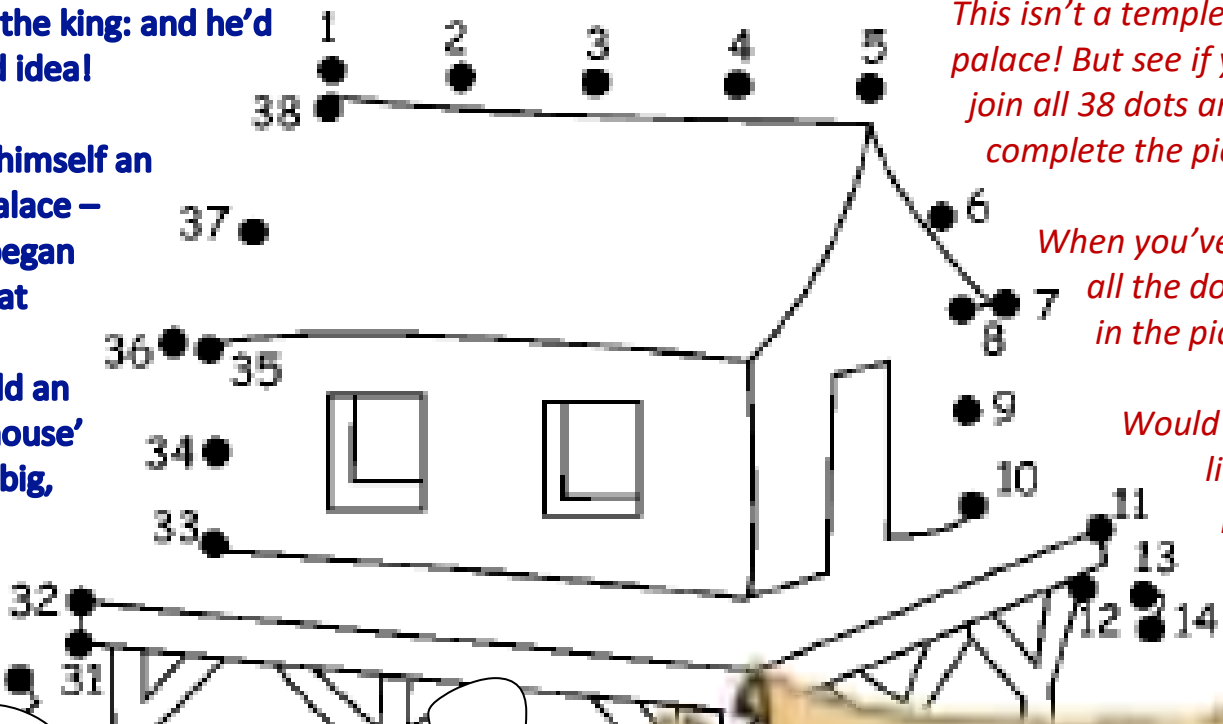 the king: and he’d
d idea!
himself an
alace –
began
at
ld an
house’
big,
This isn’t a temple
palace! But see if y
join all 38 dots an
complete the pic
When you’ve
all the do
in the pic
Would
li
1
2
3
4
5
6
7
8
9
10
11
12
13
14
31
32
33
34
35
36
37
38